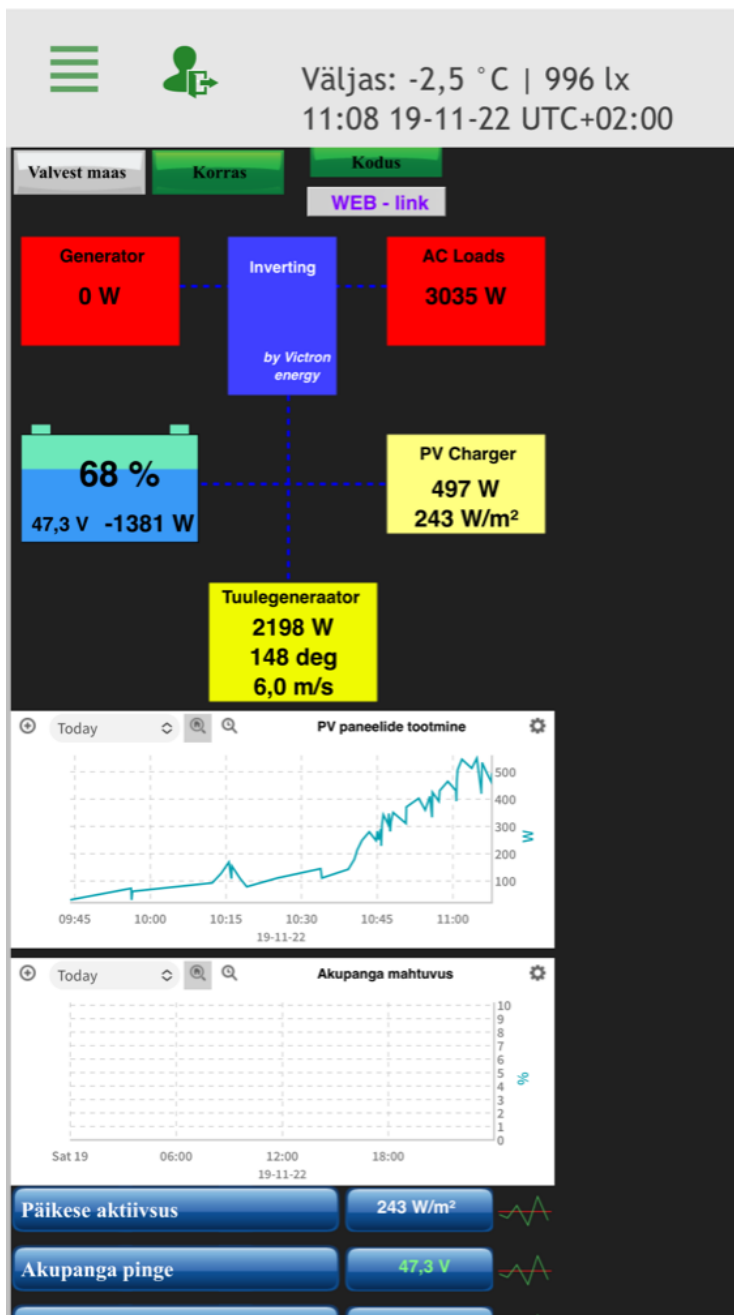 Väljas: -2,5 °C | 996 lx
11:08 19-11-22 UTC+02:00
Valvest maas
Korras
Kodus
WEB - link
Generator
0 W
Inverting
by Victron
energy
AC Loads
3035 W
68 %
47,3 V -1381 W
PV Charger
497 W
243 W/m²
Tuulegeneraator
2198 W
148 deg
6,0 m/s
Today
PV paneelide tootmine
500
400
300
200
100
W
09:45 10:00 10:15 10:30 10:45 11:00
19-11-22
Today
Akupanga mahtuvus
10
9
8
7
6
5
4
3
2
1
0
%
Sat 19 06:00 12:00 18:00
19-11-22
Päikese aktiivsus 243 W/m²
Akupanga pinge 47,3 V